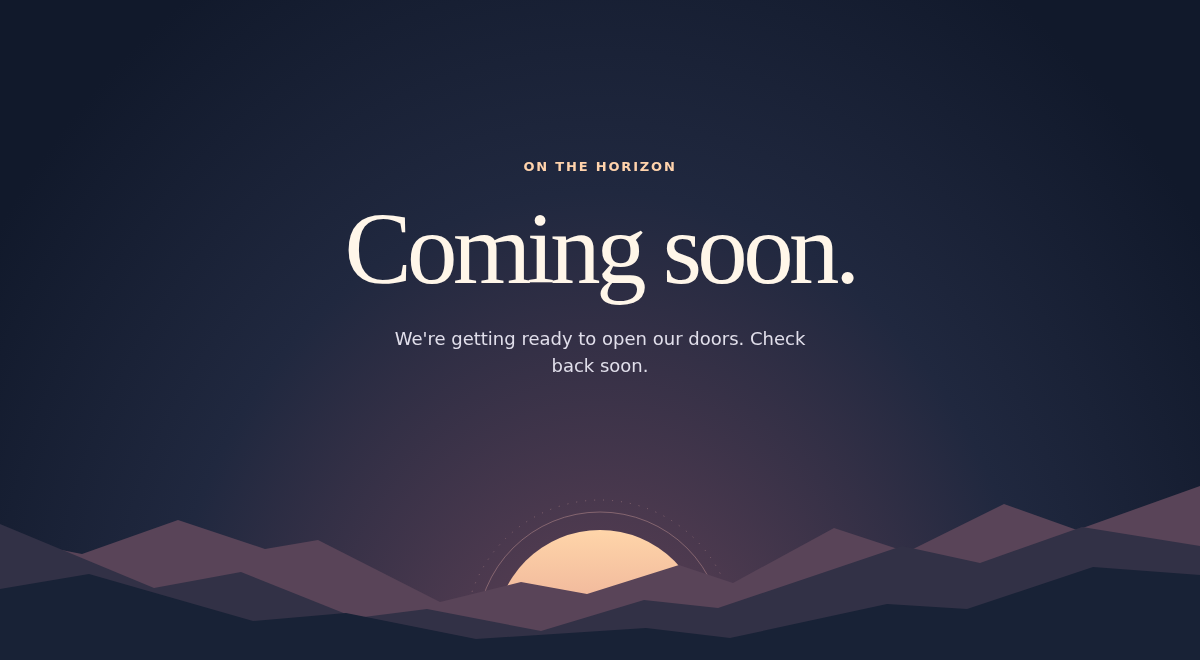 ON THE HORIZON
Coming soon.
We're getting ready to open our doors. Check
back soon.